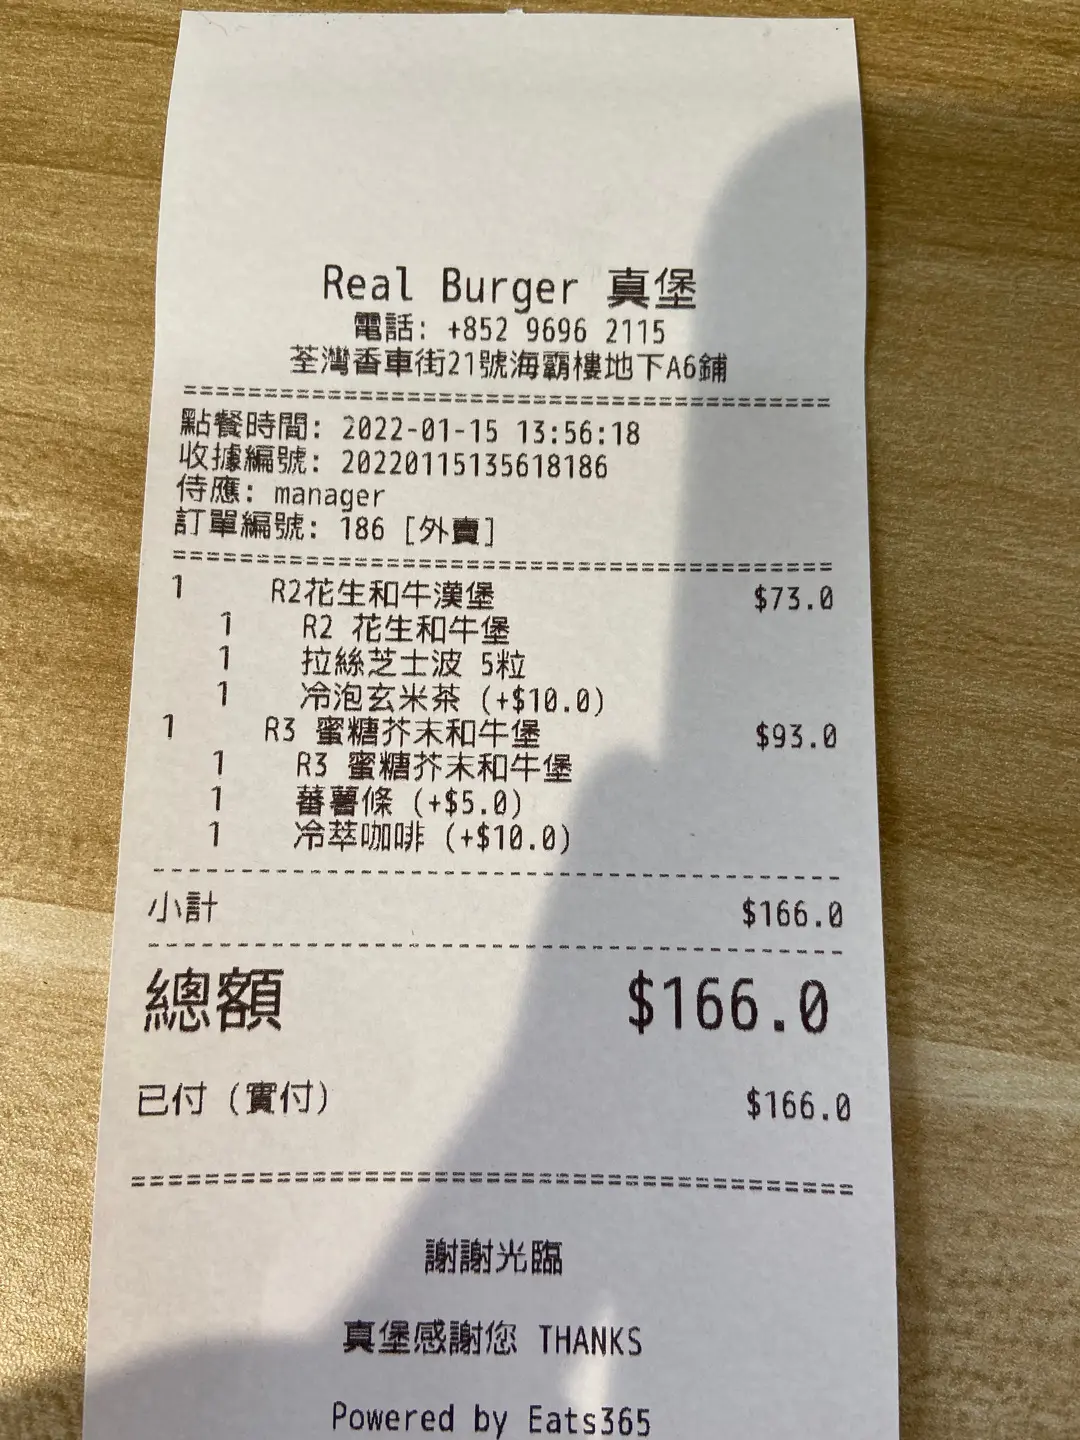 Real Burger 真堡
電話: +852 9696 2115
荃灣香車街21號海霸樓地下A6鋪
點餐時間: 2022-01-15 13:56:18
收據編號: 20220115135618186
侍應: manager
訂單編號: 186 [外賣]
1 R2花生和牛漢堡 $73.0
1 R2 花生和牛堡
1 拉絲芝士波 5粒
1 冷泡玄米茶 (+$10.0)
1 R3 蜜糖芥末和牛堡 $93.0
1 R3 蜜糖芥末和牛堡
1 蕃薯條 (+$5.0)
1 冷萃咖啡 (+$10.0)
小計 $166.0
總額 $166.0
已付 (實付) $166.0
謝謝光臨
真堡感謝您 THANKS
Powered by Eats365